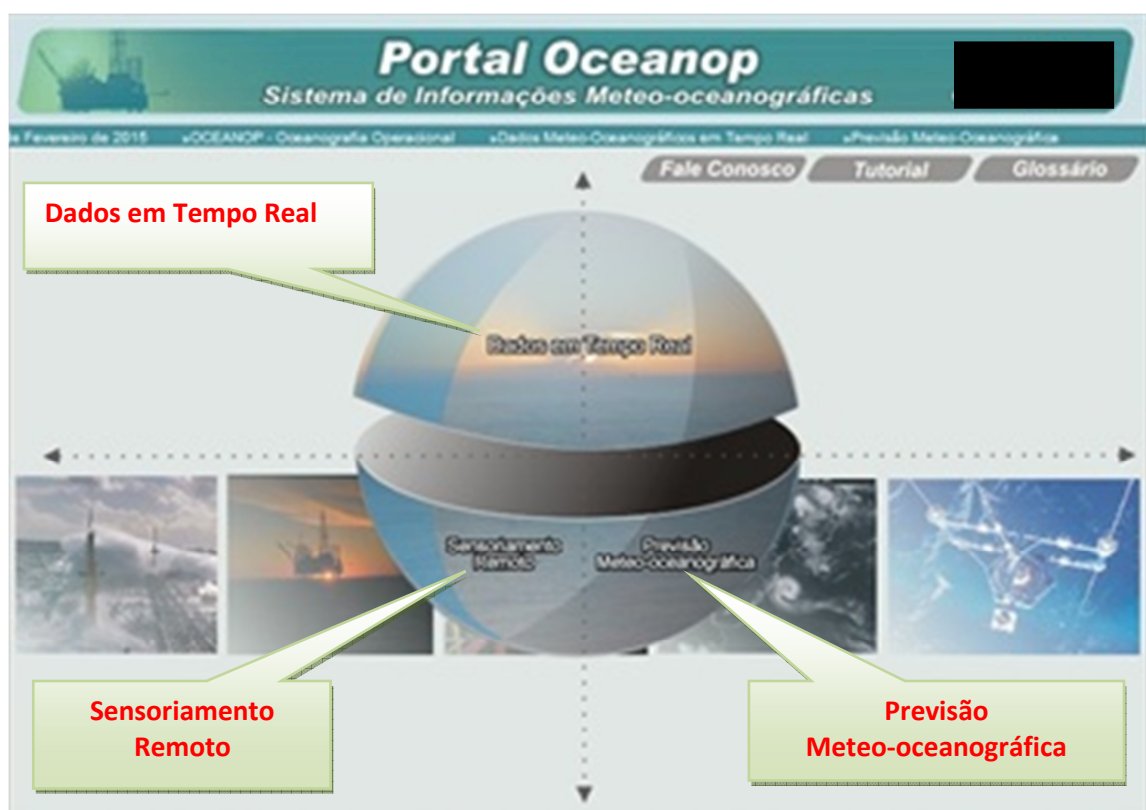 Portal Oceanop
Sistema de Informações Meteo-oceanográficas
e Fevereiro de 2015 »OCEANOP - Oceanografia Operacional »Dados Meteo-Oceanográficos em Tempo Real »Previsão Meteo-Oceanográfica
Fale Conosco Tutorial Glossário
Dados em Tempo Real
Dados em Tempo Real
Sensoriamento
Remoto
Previsão
Meteo-oceanográfica
Sensoriamento
Remoto
Previsão
Meteo-oceanográfica